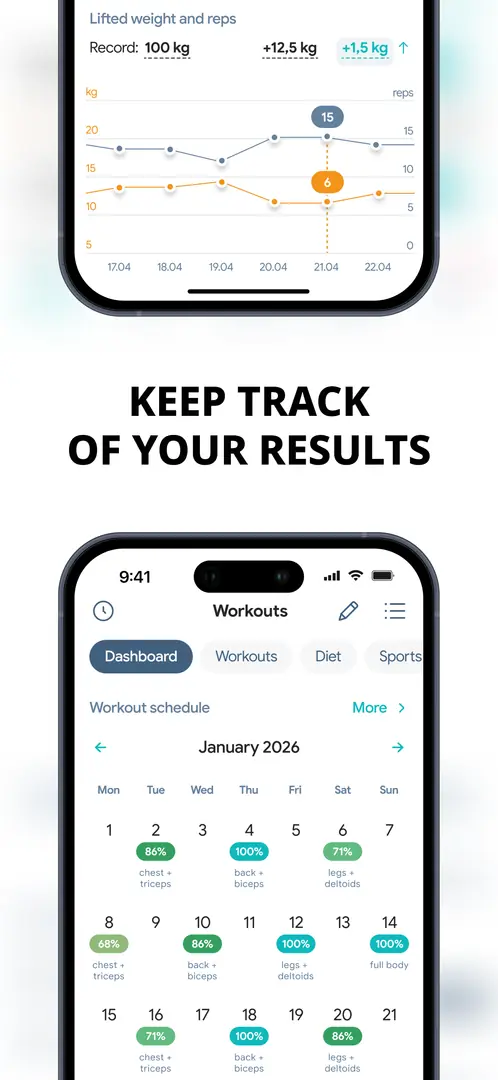 Lifted weight and reps
Record: 100 kg +12,5 kg +1,5 kg ↑
kg reps
15
20 15
15 10
6
10 5
5 0
17.04 18.04 19.04 20.04 21.04 22.04
KEEP TRACK
OF YOUR RESULTS
9:41
Workouts
Dashboard Workouts Diet Sports
Workout schedule More >
← January 2026 →
Mon Tue Wed Thu Fri Sat Sun
1 2 3 4 5 6 7
86% 100% 71%
chest + back + legs +
triceps biceps deltoids
8 9 10 11 12 13 14
68% 86% 100% 100%
chest + back + legs + full body
triceps biceps deltoids
15 16 17 18 19 20 21
71% 100% 86%
chest + back + legs +
triceps biceps deltoids